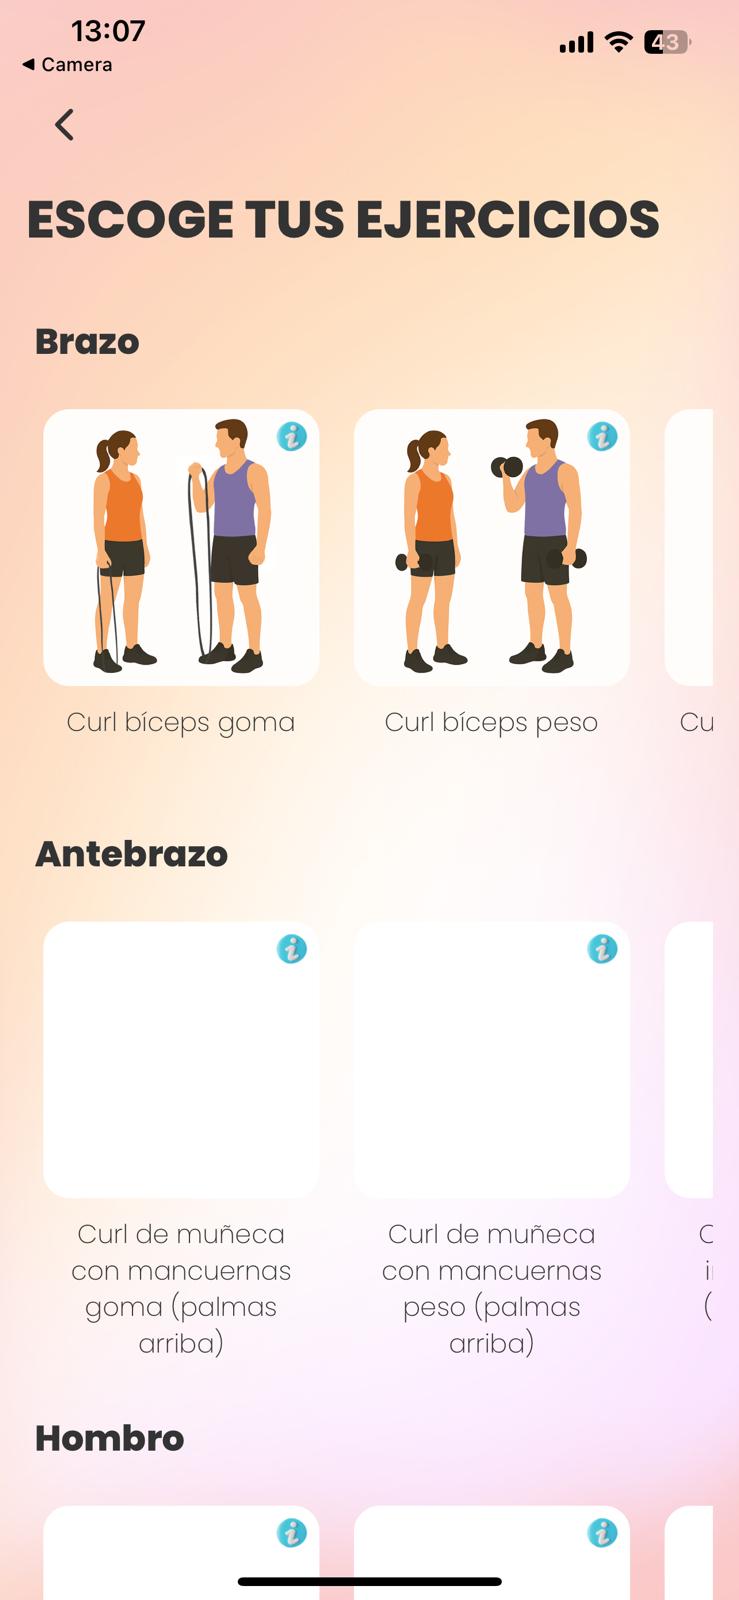 13:07
43
◀ Camera
ESCOGE TUS EJERCICIOS
Brazo
i
i
Curl bíceps goma
Curl bíceps peso
Cu
Antebrazo
i
i
Curl de muñeca
con mancuernas
goma (palmas
arriba)
Curl de muñeca
con mancuernas
peso (palmas
arriba)
Hombro
i
i